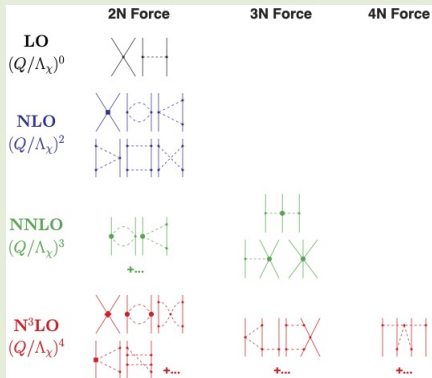 2N Force 3N Force 4N Force
LO
(Q/Λχ)⁰
NLO
(Q/Λχ)²
NNLO
(Q/Λχ)³
+...
N³LO
(Q/Λχ)⁴
+... +... +...